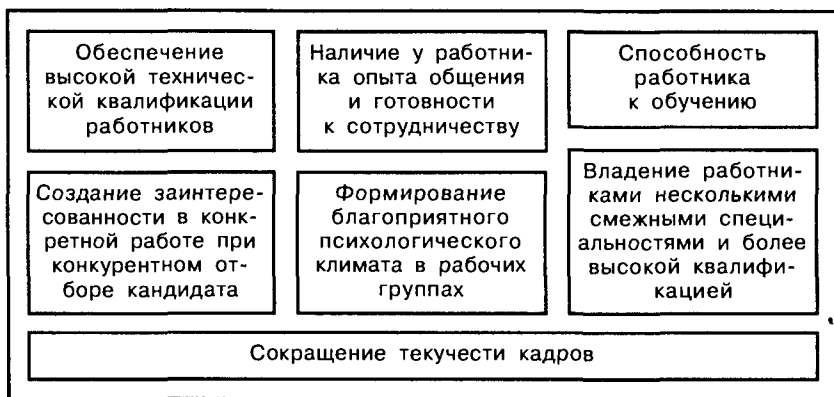 Обеспечение
высокой техничес-
кой квалификации
работников
Наличие у работни-
ка опыта общения
и готовности
к сотрудничеству
Способность
работника
к обучению
Создание заинтере-
сованности в конк-
ретной работе при
конкурентном от-
боре кандидата
Формирование
благоприятного
психологического
климата в рабочих
группах
Владение работни-
ками несколькими
смежными специ-
альностями и более
высокой квалифи-
кацией
Сокращение текучести кадров